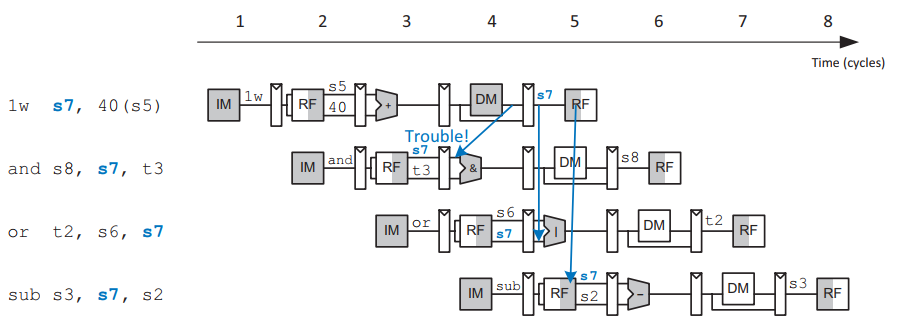 1 2 3 4 5 6 7 8
Time (cycles)
lw s7, 40(s5) IM lw RF s5 40 + DM s7 RF
Trouble!
and s8, s7, t3 IM and RF s7 t3 & DM s8 RF
or t2, s6, s7 IM or RF s6 s7 | DM t2 RF
sub s3, s7, s2 IM sub RF s7 s2 - DM s3 RF